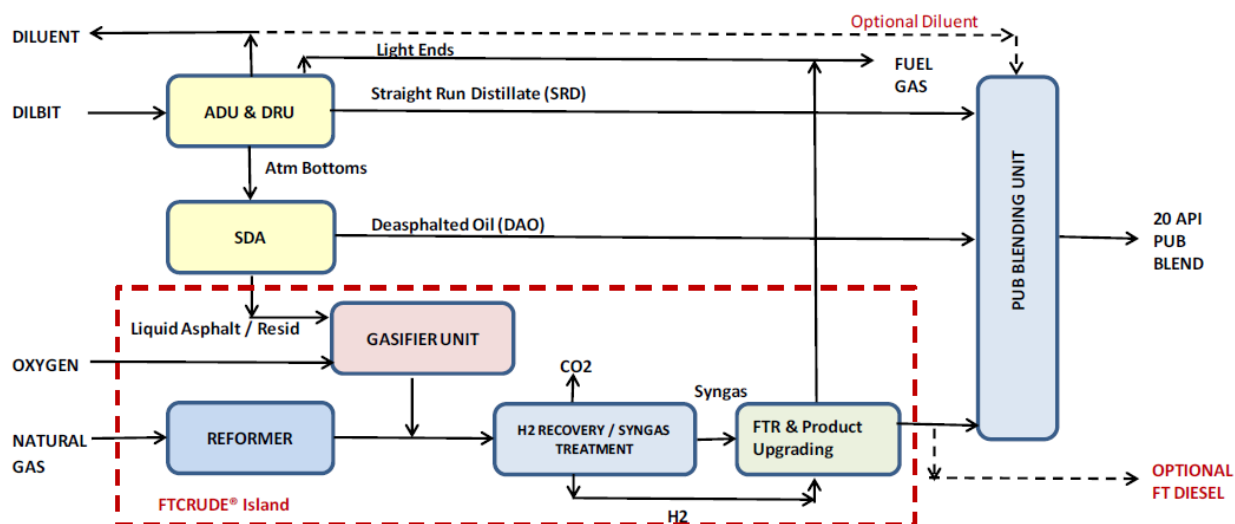 Optional Diluent
DILUENT
Light Ends
FUEL
GAS
DILBIT
ADU & DRU
Straight Run Distillate (SRD)
Atm Bottoms
SDA
Deasphalted Oil (DAO)
PUB BLENDING UNIT
20 API
PUB
BLEND
Liquid Asphalt / Resid
GASIFIER UNIT
OXYGEN
CO2
Syngas
NATURAL
GAS
REFORMER
H2 RECOVERY / SYNGAS
TREATMENT
FTR & Product
Upgrading
OPTIONAL
FT DIESEL
FTCRUDE® Island
H2